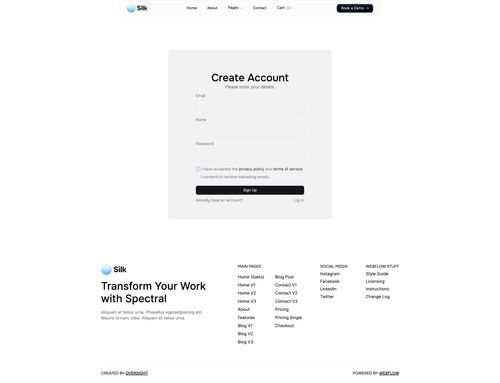 Silk
Home About Pages Contact Cart
Book a Demo
Create Account
Please enter your details.
Email
Name
Password
I have accepted the privacy policy and terms of service
I consent to receive marketing emails.
Sign Up
Already have an account? Log In
Silk
Transform Your Work
with Spectral
Aliquam et tellus urna. Phasellus egetadipiscing elit.
Mauris id nunc odio. Aliquam et tellus urna.
MAIN PAGES
Home (Sales)
Home V1
Home V2
Home V3
About
Features
Blog V1
Blog V2
Blog V3
Blog Post
Contact V1
Contact V2
Contact V3
Pricing
Pricing Single
Checkout
SOCIAL MEDIA
Instagram
Facebook
LinkedIn
Twitter
WEBFLOW STUFF
Style Guide
Licensing
Instructions
Change Log
CREATED BY OVERSIGHT
POWERED BY WEBFLOW